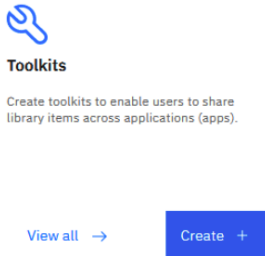 Toolkits
Create toolkits to enable users to share
library items across applications (apps).
View all →
Create +